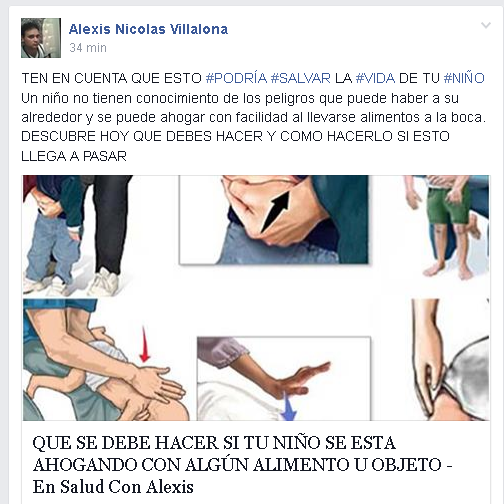 Alexis Nicolas Villalona
34 min
TEN EN CUENTA QUE ESTO #PODRÍA #SALVAR LA #VIDA DE TU #NIÑO
Un niño no tienen conocimiento de los peligros que puede haber a su
alrededor y se puede ahogar con facilidad al llevarse alimentos a la boca.
DESCUBRE HOY QUE DEBES HACER Y COMO HACERLO SI ESTO
LLEGA A PASAR
QUE SE DEBE HACER SI TU NIÑO SE ESTA
AHOGANDO CON ALGÚN ALIMENTO U OBJETO -
En Salud Con Alexis